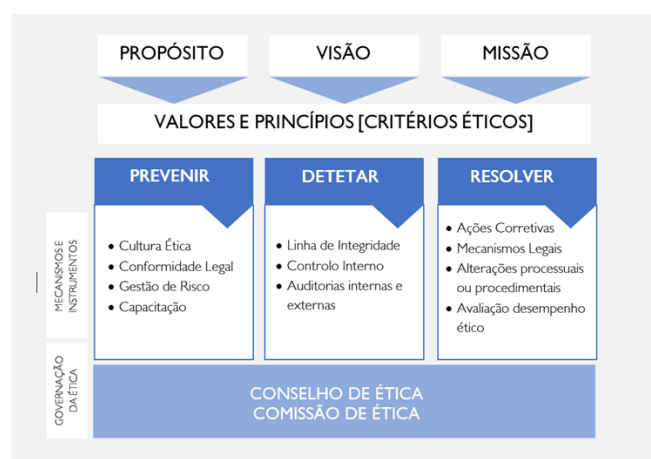 PROPÓSITO
VISÃO
MISSÃO
VALORES E PRINCÍPIOS [CRITÉRIOS ÉTICOS]
PREVENIR
DETETAR
RESOLVER
MECANISMOS E
INSTRUMENTOS
• Cultura Ética
• Conformidade Legal
• Gestão de Risco
• Capacitação
• Linha de Integridade
• Controlo Interno
• Auditorias internas e
externas
• Ações Corretivas
• Mecanismos Legais
• Alterações processuais
ou procedimentais
• Avaliação desempenho
ético
GOVERNAÇÃO
DA ÉTICA
CONSELHO DE ÉTICA
COMISSÃO DE ÉTICA